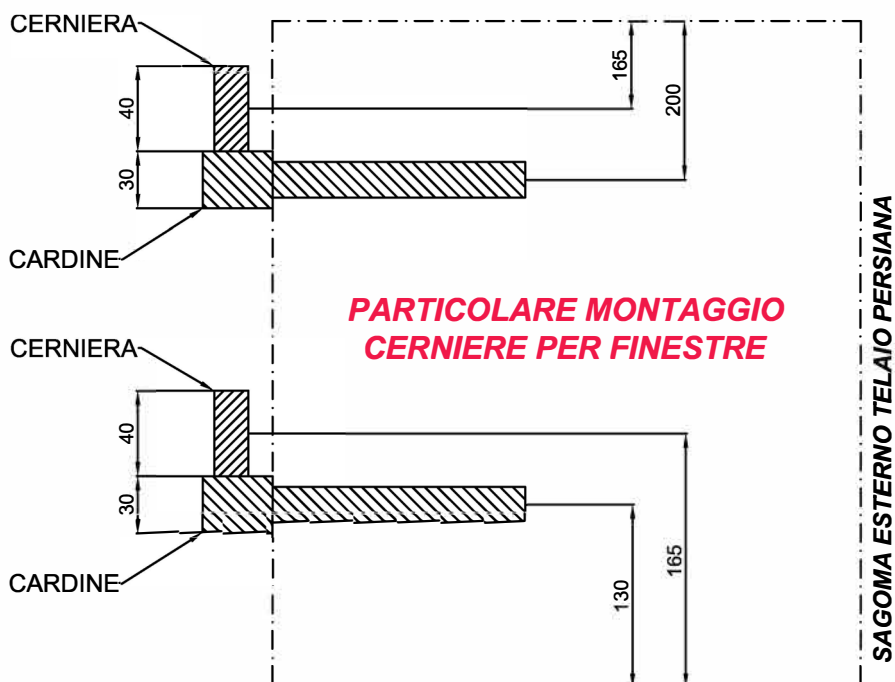 CERNIERA
165
200
40
30
CARDINE
PARTICOLARE MONTAGGIO
CERNIERE PER FINESTRE
CERNIERA
40
30
CARDINE
130
165
SAGOMA ESTERNO TELAIO PERSIANA